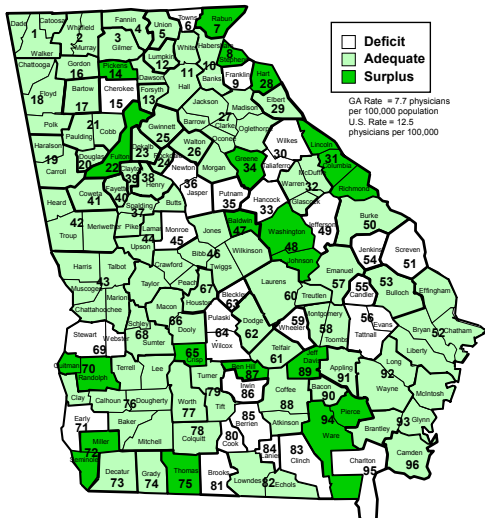 Deficit
Adequate
Surplus
GA Rate = 7.7 physicians
per 100,000 population
U.S. Rate = 12.5
physicians per 100,000
Dade
Catoosa
1
Whitfield
2
Murray
3
Fannin
4
Gilmer
Union
5
Towns
6
Rabun
7
Walker
Chattooga
Gordon
16
Pickens
14
Lumpkin
12
White
11
Habersham
8
Stephens
10
Banks
Franklin
9
Hart
28
Dawson
Hall
Floyd
18
Bartow
17
Cherokee
15
Forsyth
13
Jackson
Madison
27
Elbert
29
Polk
Paulding
Cobb
21
Gwinnett
25
Barrow
Clarke
Oconee
Oglethorpe
Wilkes
30
Lincoln
31
Columbia
Haralson
19
Carroll
Douglas
20
Fulton
22
Dekalb
23
Rockdale
24
Walton
26
Morgan
Greene
34
Taliaferro
McDuffie
32
Warren
Richmond
Clayton
39
38
Henry
Newton
36
Jasper
Putnam
35
Hancock
33
Glascock
Heard
Coweta
41
Fayette
40
Spalding
37
Butts
Troup
42
Meriwether
Pike
Lamar
44
Upson
Monroe
45
Jones
Baldwin
47
Washington
48
Jefferson
49
Burke
50
Harris
Talbot
43
Muscogee
Chattahoochee
Marion
Taylor
Crawford
Bibb
46
Twiggs
Wilkinson
Johnson
Jenkins
54
Screven
51
Peach
67
Houston
Macon
66
Dooly
Schley
68
Sumter
Stewart
69
Webster
Bleckley
63
Pulaski
64
Wilcox
Laurens
60
Treutlen
Emanuel
57
Candler
55
Bulloch
53
Effingham
Dodge
62
Wheeler
59
Montgomery
58
Toombs
Tattnall
56
Evans
Bryan
52
Chatham
Telfair
61
Quitman
70
Randolph
Terrell
Lee
Crisp
65
Turner
79
Ben Hill
87
Irwin
86
Jeff
Davis
89
Appling
91
Long
92
Liberty
Wayne
McIntosh
Clay
Calhoun
76
Dougherty
Worth
77
Tift
Coffee
88
Bacon
90
Pierce
Early
71
Baker
Miller
72
Mitchell
Colquitt
78
Cook
80
Berrien
85
Atkinson
Ware
94
Brantley
Glynn
93
Seminole
Decatur
73
Grady
74
Thomas
75
Brooks
81
Lowndes
82
Lanier
84
Echols
Clinch
83
Charlton
95
Camden
96